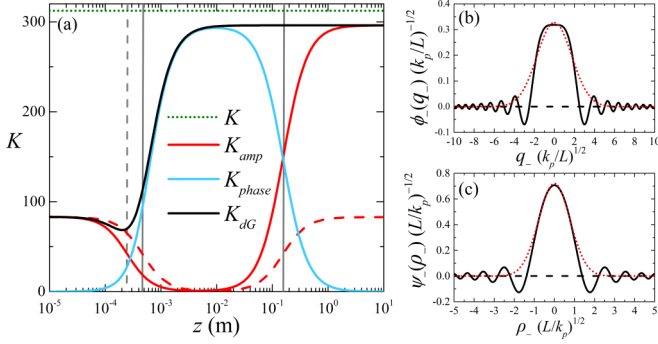 300
200
100
0
K
(a)
K
K_amp
K_phase
K_dG
10^-5 10^-4 10^-3 10^-2 10^-1 10^0 10^1
z (m)
(b)
0.4
0.3
0.2
0.1
0.0
-0.1
ϕ_-(q_-) (k_p/L)^-1/2
-10 -8 -6 -4 -2 0 2 4 6 8 10
q_- (k_p/L)^1/2
(c)
0.8
0.6
0.4
0.2
0.0
-0.2
ψ_-(ρ_-) (L/k_p)^-1/2
-5 -4 -3 -2 -1 0 1 2 3 4 5
ρ_- (L/k_p)^1/2